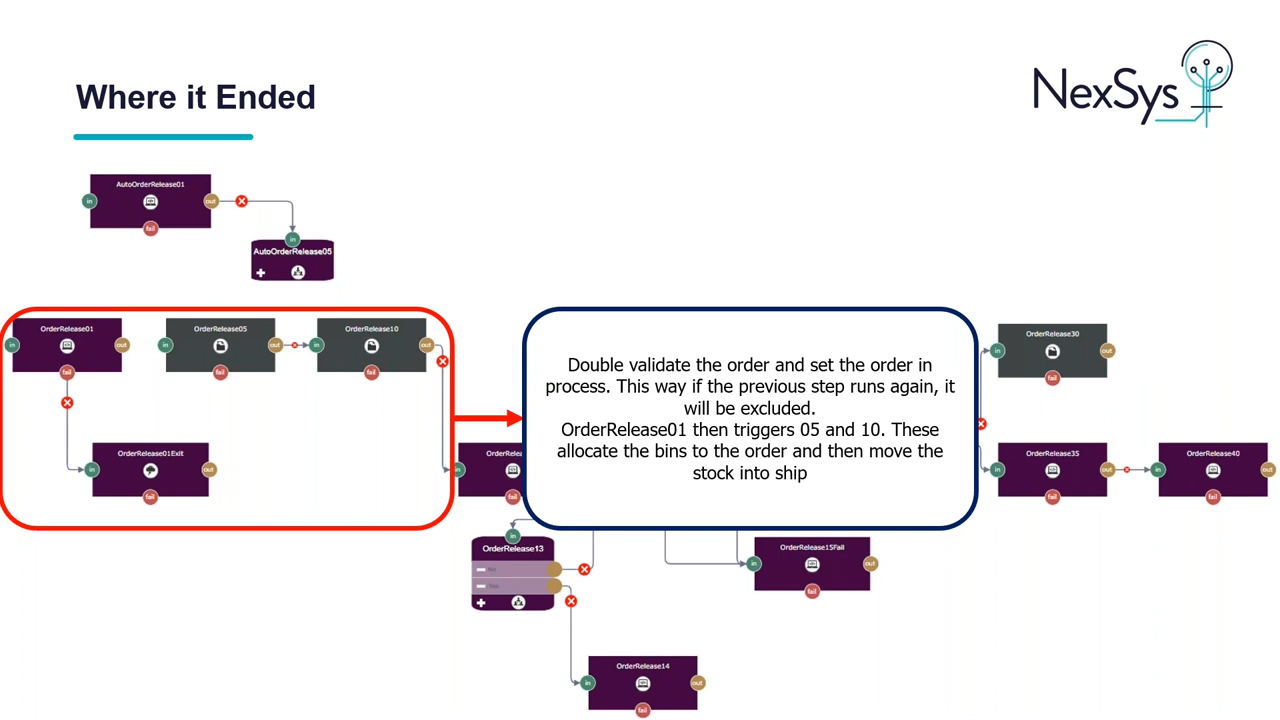 Where it Ended
NexSys
AutoOrderRelease01
in
out
fail
in
AutoOrderRelease05
OrderRelease01
in
out
fail
OrderRelease05
in
out
fail
OrderRelease10
in
out
fail
OrderRelease01Exit
in
out
fail
in
fail
Double validate the order and set the order in
process. This way if the previous step runs again, it
will be excluded.
OrderRelease01 then triggers 05 and 10. These
allocate the bins to the order and then move the
stock into ship
OrderRelease30
in
out
fail
OrderRelease35
in
out
fail
OrderRelease40
in
out
fail
in
OrderRelease13
No
Yes
OrderRelease15Fail
in
out
fail
OrderRelease14
in
out
fail